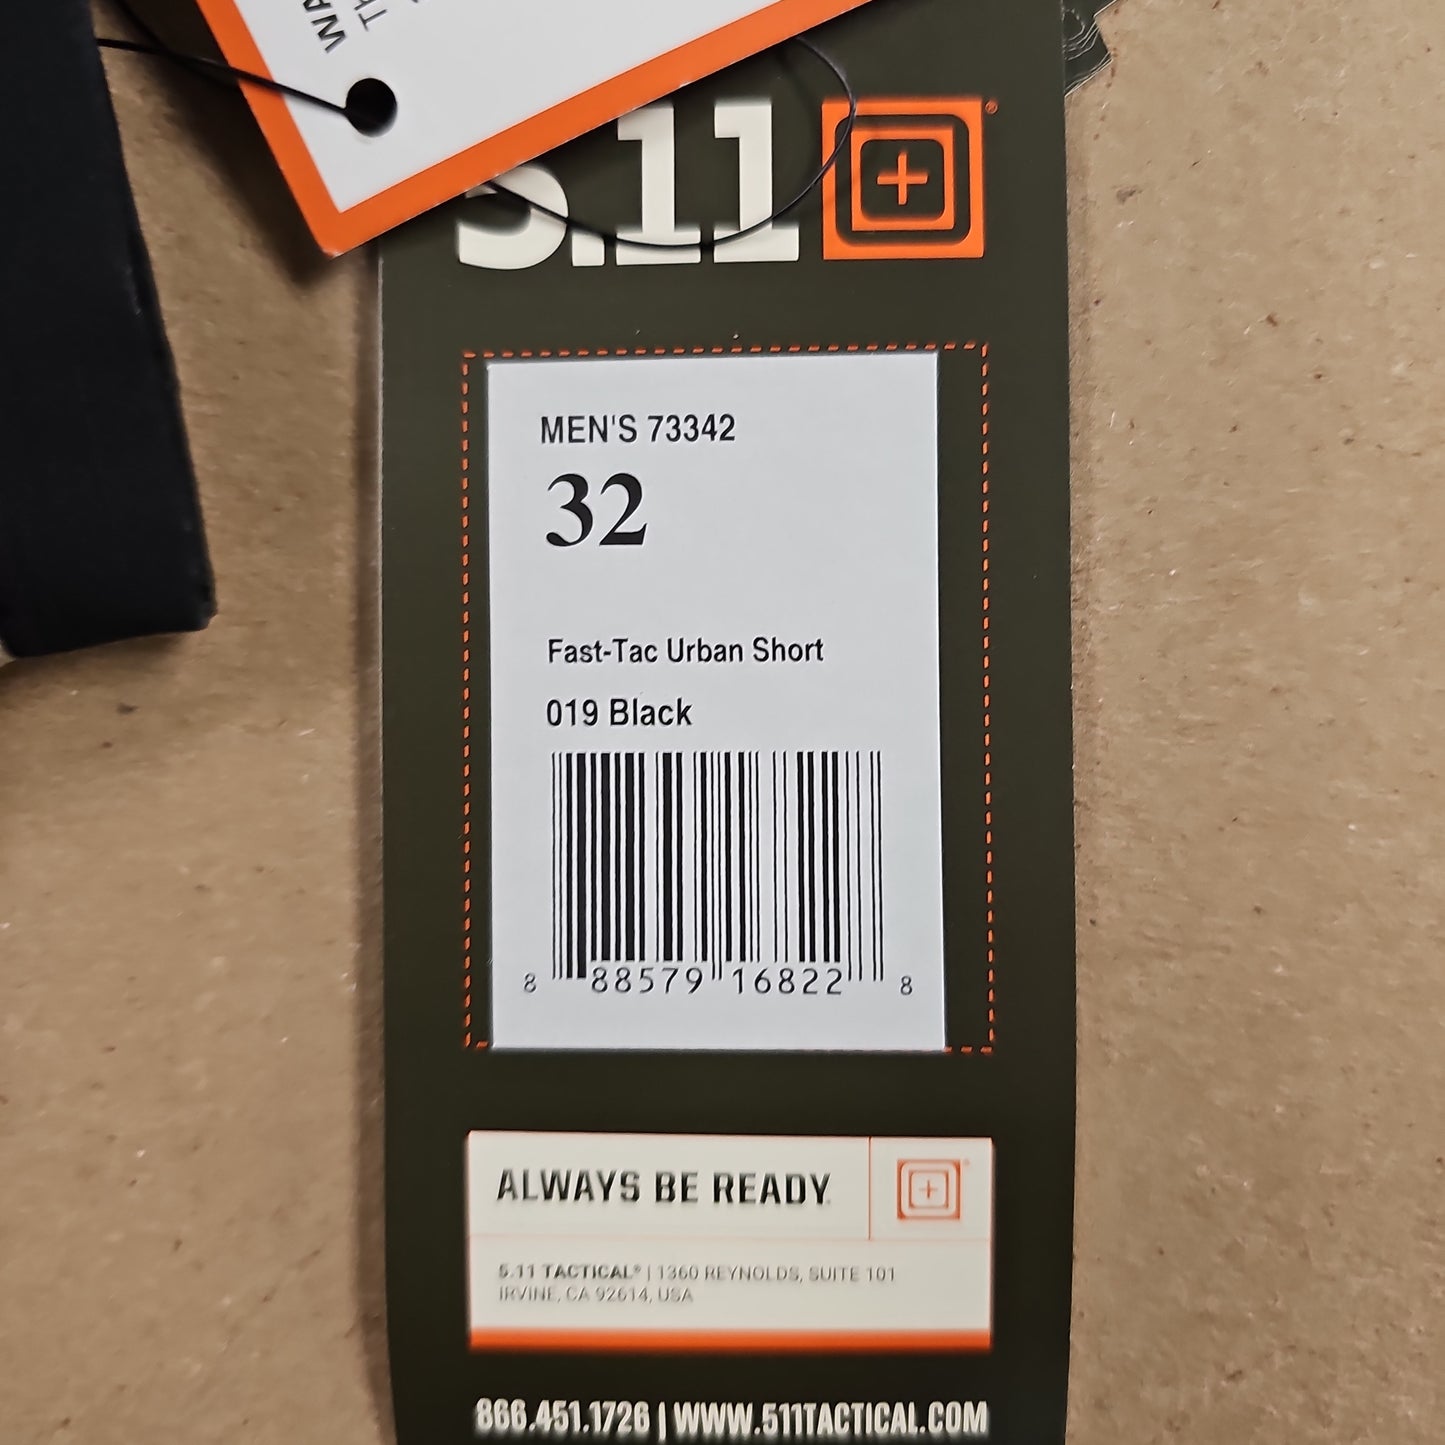 5.11
MEN'S 73342
32
Fast-Tac Urban Short
019 Black
8 88579 16822 8
ALWAYS BE READY.
5.11 TACTICAL® | 1360 REYNOLDS, SUITE 101
IRVINE, CA 92614, USA
866.451.1726 | WWW.511TACTICAL.COM